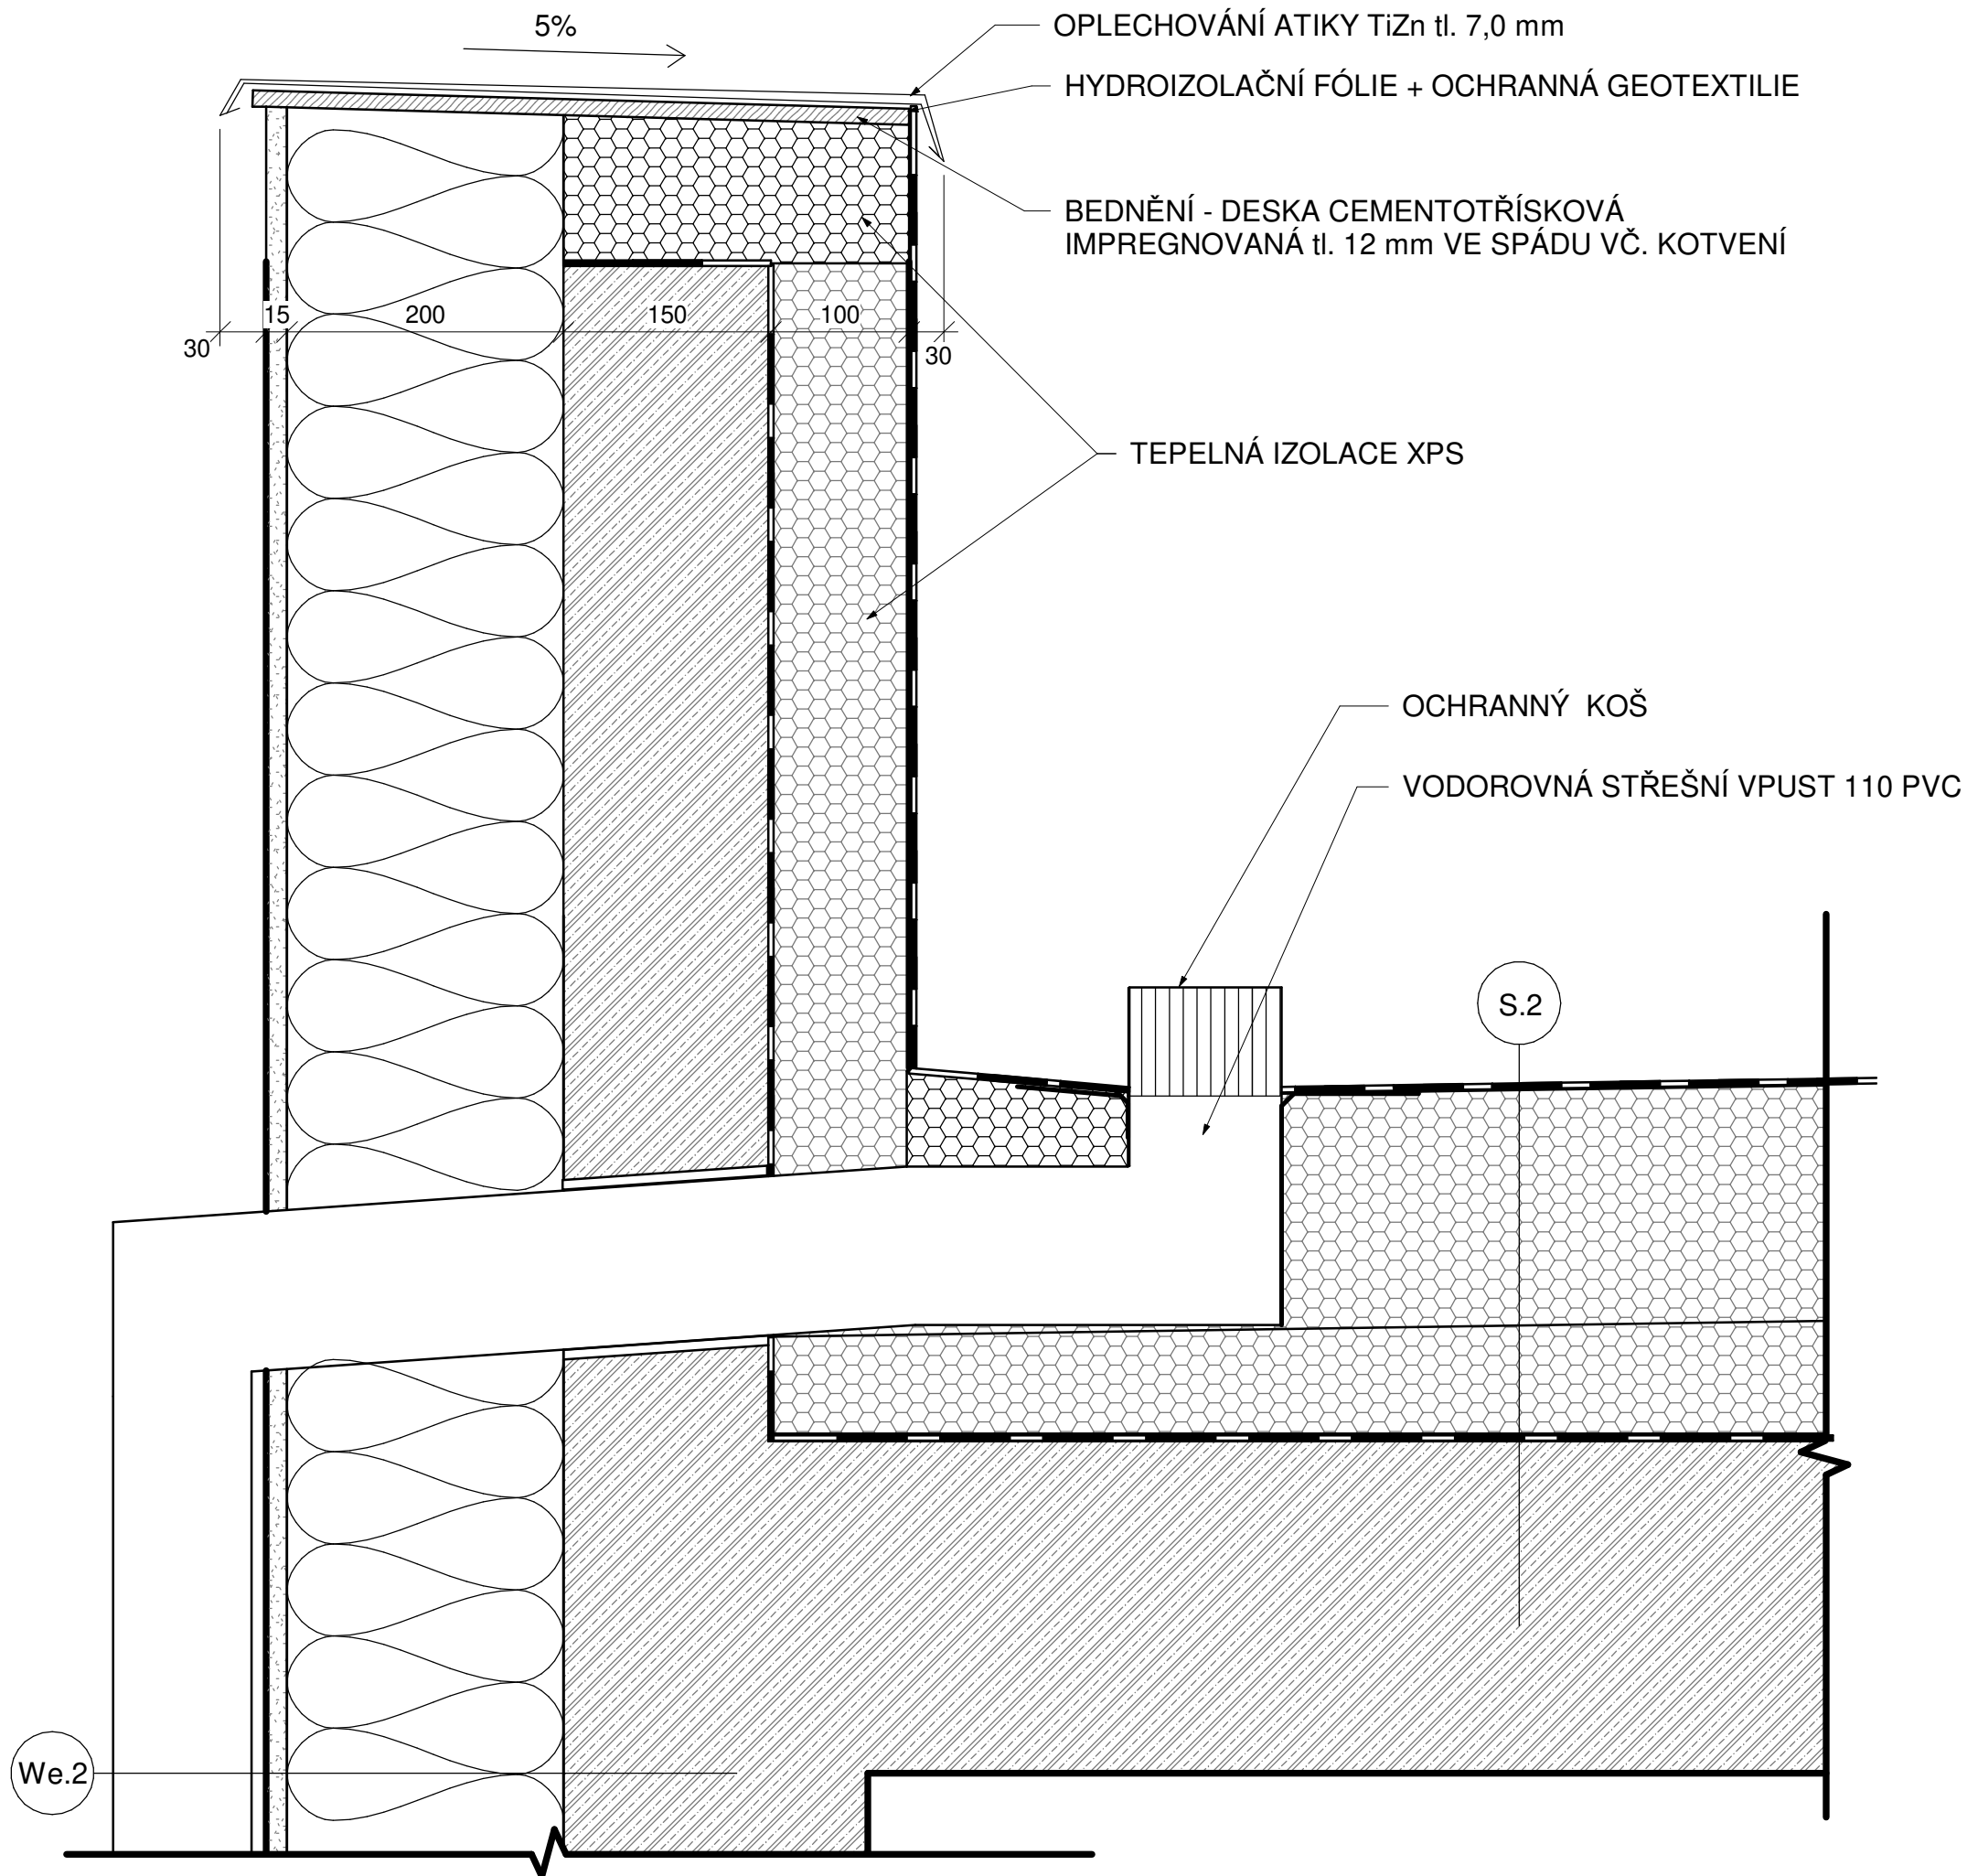 5%
OPLECHOVÁNÍ ATIKY TiZn tl. 7,0 mm
HYDROIZOLAČNÍ FÓLIE + OCHRANNÁ GEOTEXTILIE
BEDNĚNÍ - DESKA CEMENTOTŘÍSKOVÁ
IMPREGNOVANÁ tl. 12 mm VE SPÁDU VČ. KOTVENÍ
15 200 150 100
30 30
TEPELNÁ IZOLACE XPS
OCHRANNÝ KOŠ
VODOROVNÁ STŘEŠNÍ VPUST 110 PVC
S.2
We.2